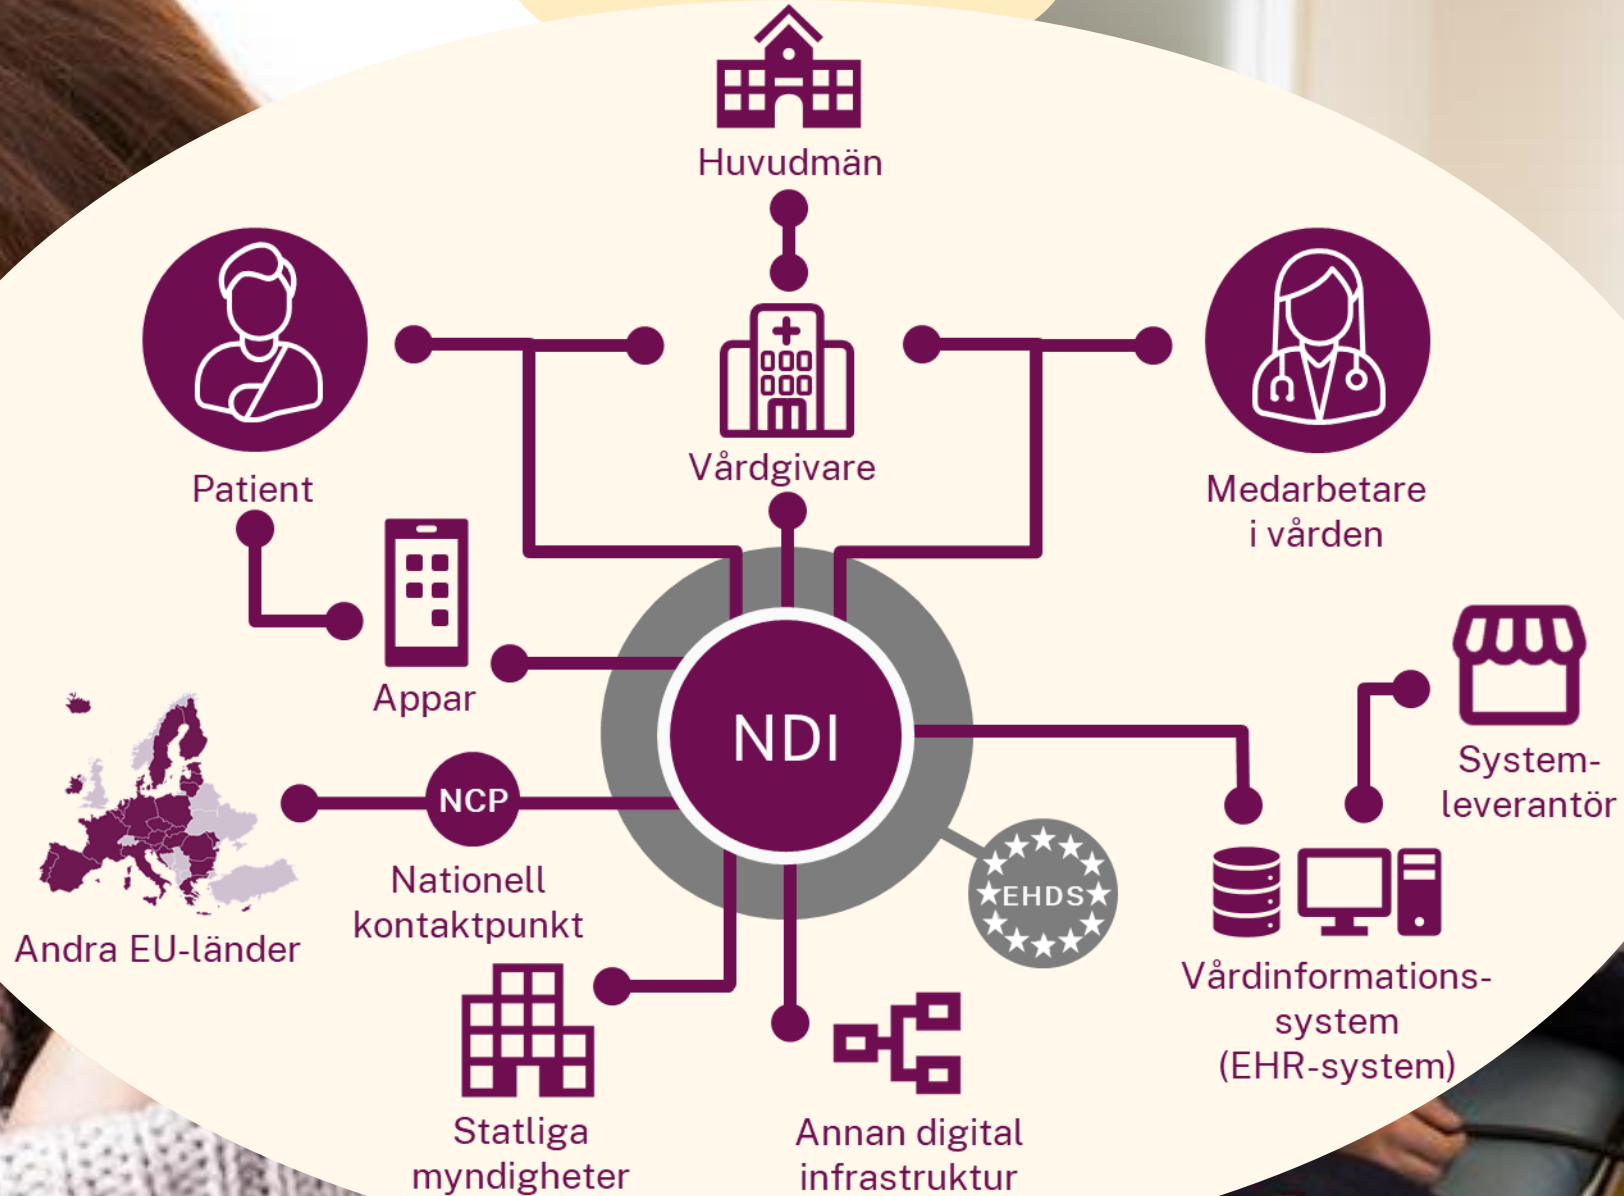 Huvudmän
Patient
Vårdgivare
Medarbetare
i vården
Appar
NDI
System-
leverantör
NCP
Nationell
kontaktpunkt
Andra EU-länder
EHDS
Vårdinformations-
system
(EHR-system)
Statliga
myndigheter
Annan digital
infrastruktur